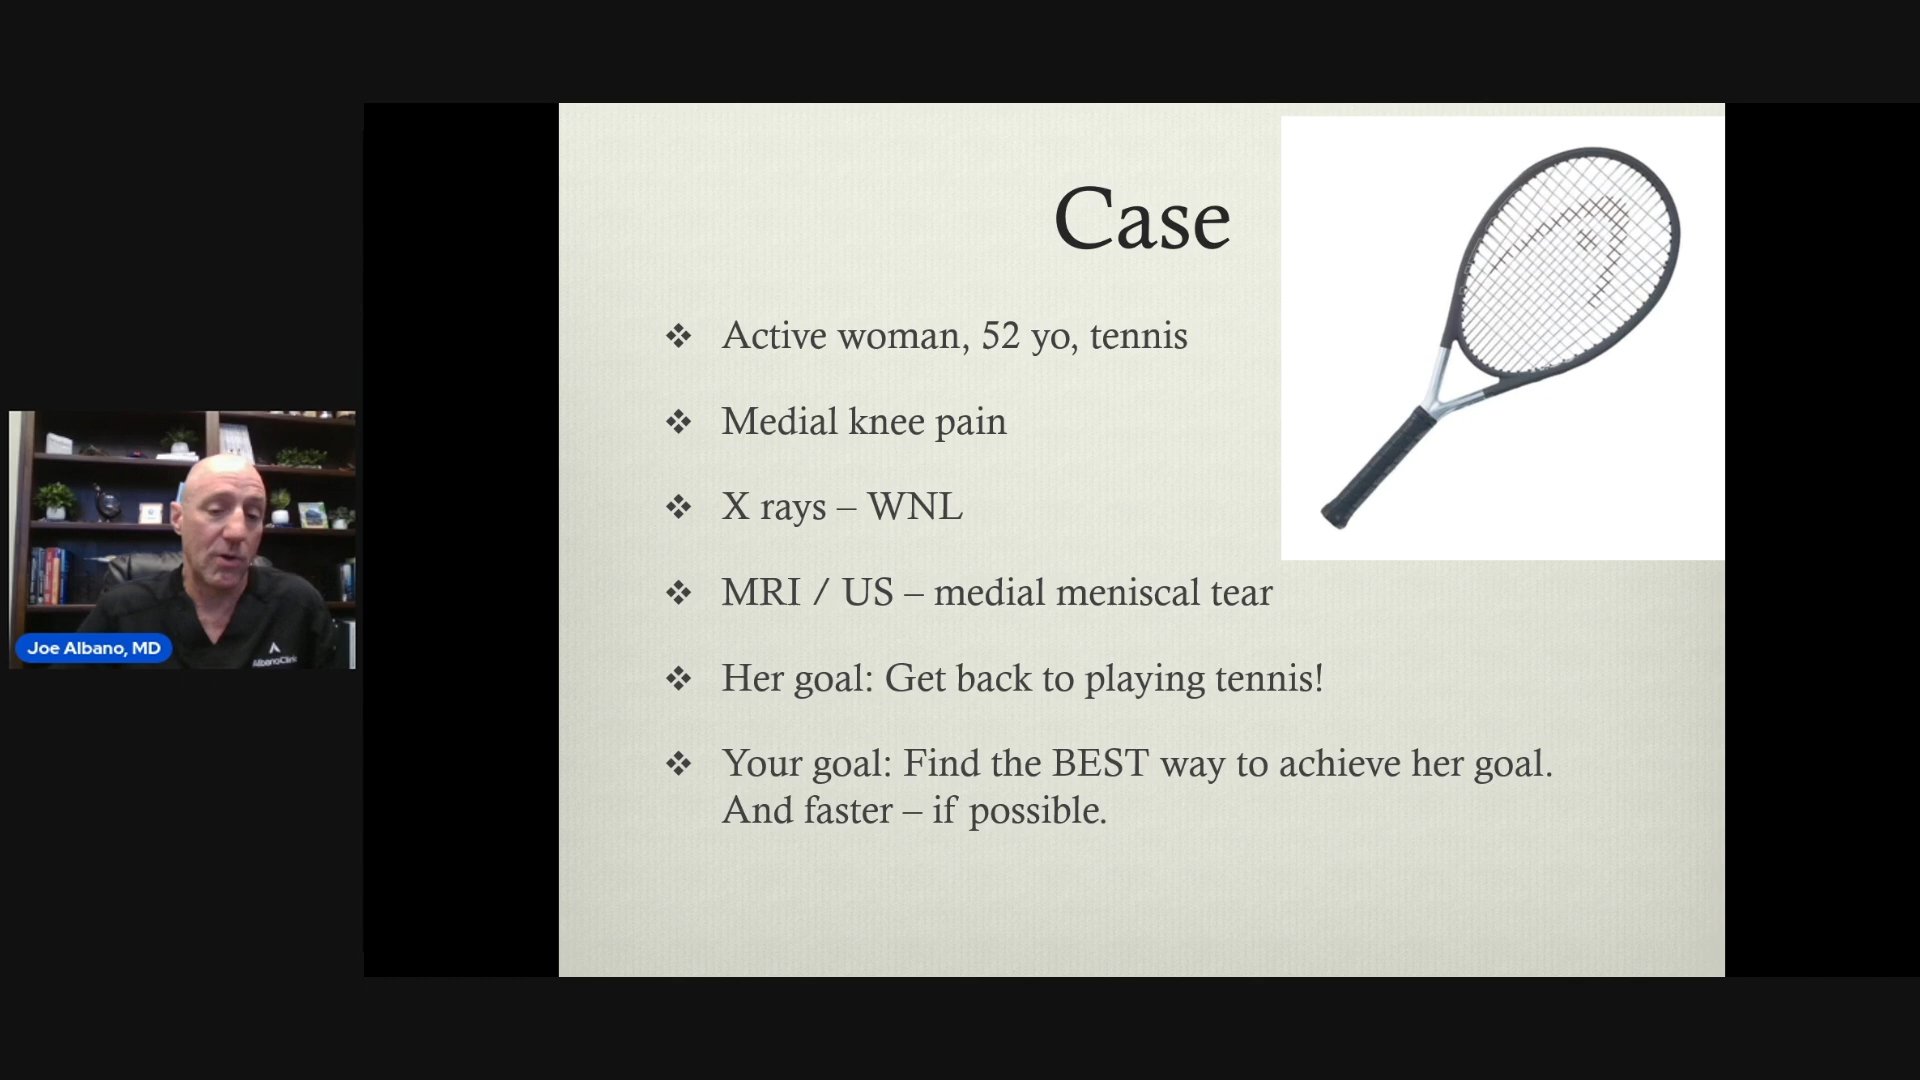 Case
❖ Active woman, 52 yo, tennis
❖ Medial knee pain
❖ X rays – WNL
❖ MRI / US – medial meniscal tear
❖ Her goal: Get back to playing tennis!
❖ Your goal: Find the BEST way to achieve her goal.
And faster – if possible.
Joe Albano, MD
AlbanoClinic